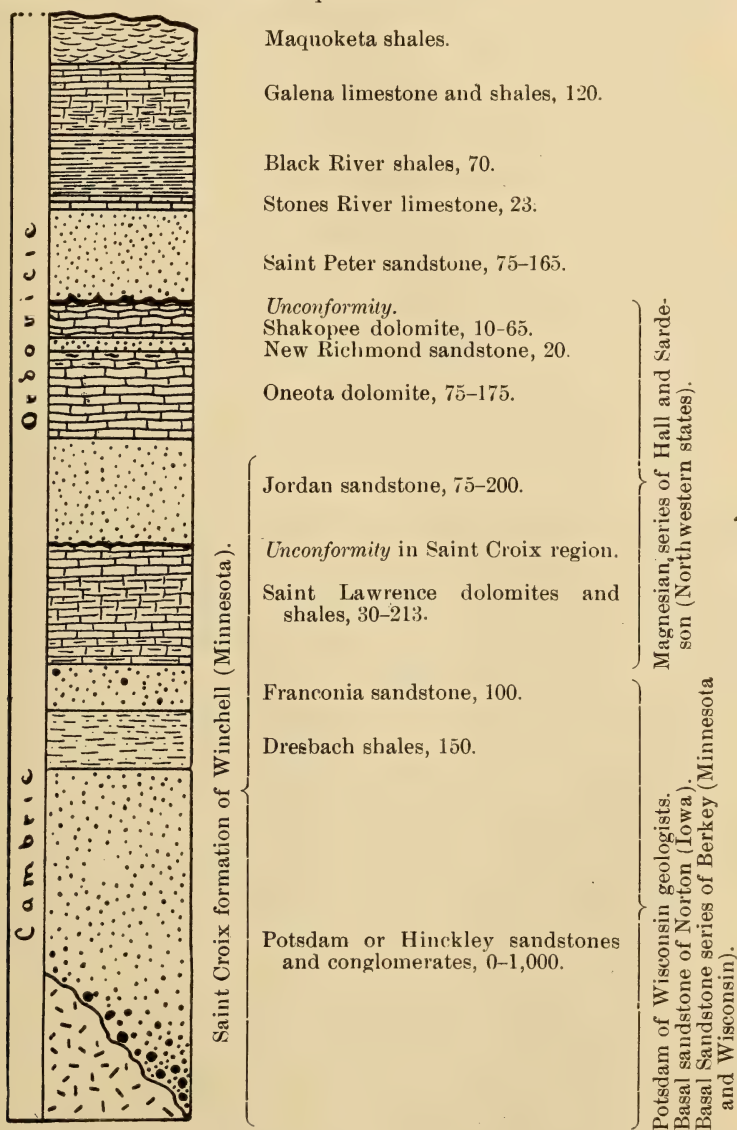 Maquoketa shales.
Galena limestone and shales, 120.
Black River shales, 70.
Stones River limestone, 23.
Saint Peter sandstone, 75–165.
Unconformity.
Shakopee dolomite, 10-65.
New Richmond sandstone, 20.
Oneota dolomite, 75–175.
Jordan sandstone, 75–200.
Unconformity in Saint Croix region.
Saint Lawrence dolomites and
shales, 30–213.
Franconia sandstone, 100.
Dresbach shales, 150.
Potsdam or Hinckley sandstones
and conglomerates, 0–1,000.
Ordovicic
Cambric
Saint Croix formation of Winchell (Minnesota).
Magnesian series of Hall and Sarde-
son (Northwestern states).
Potsdam of Wisconsin geologists.
Basal sandstone of Norton (Iowa).
Basal Sandstone series of Berkey (Minnesota
and Wisconsin).